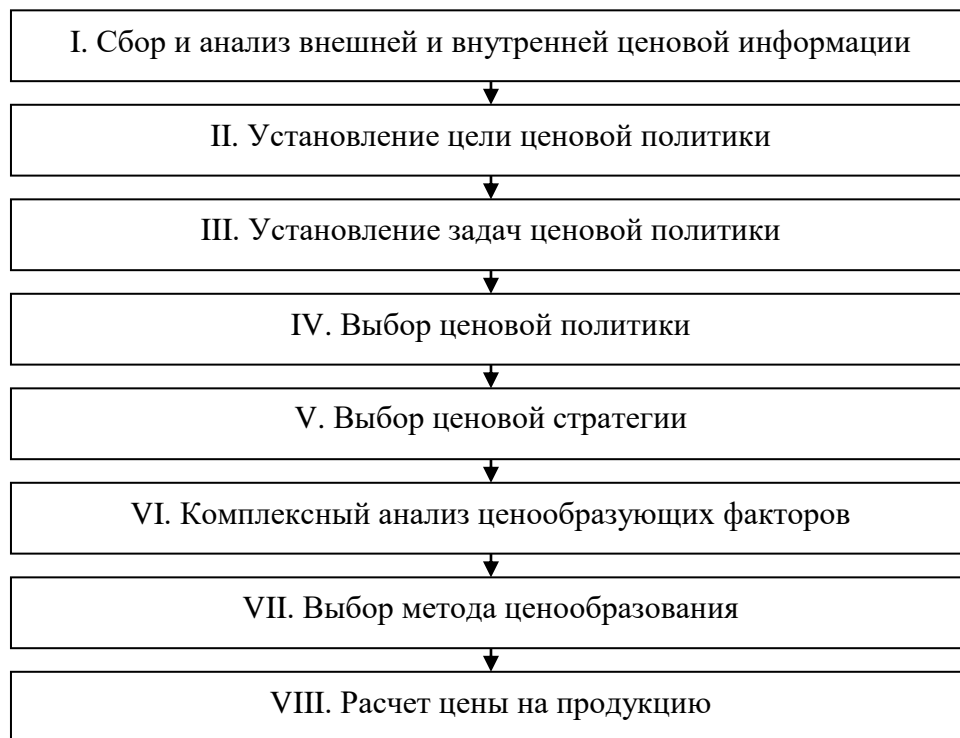 I. Сбор и анализ внешней и внутренней ценовой информации
II. Установление цели ценовой политики
III. Установление задач ценовой политики
IV. Выбор ценовой политики
V. Выбор ценовой стратегии
VI. Комплексный анализ ценообразующих факторов
VII. Выбор метода ценообразования
VIII. Расчет цены на продукцию